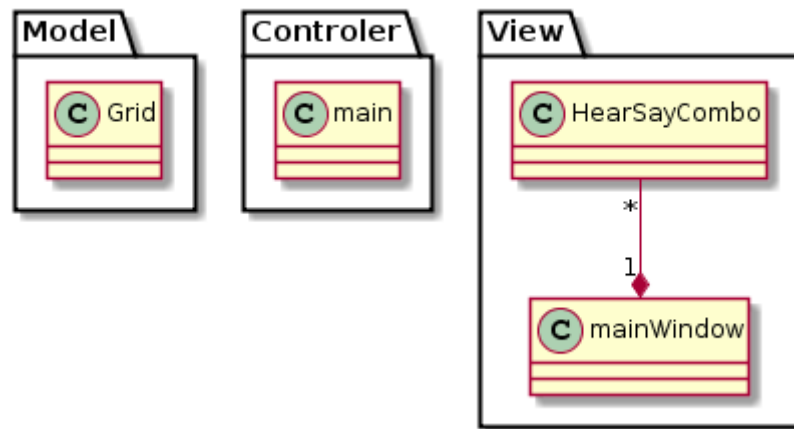 Model
C Grid
Controler
C main
View
C HearSayCombo
*
1
C mainWindow